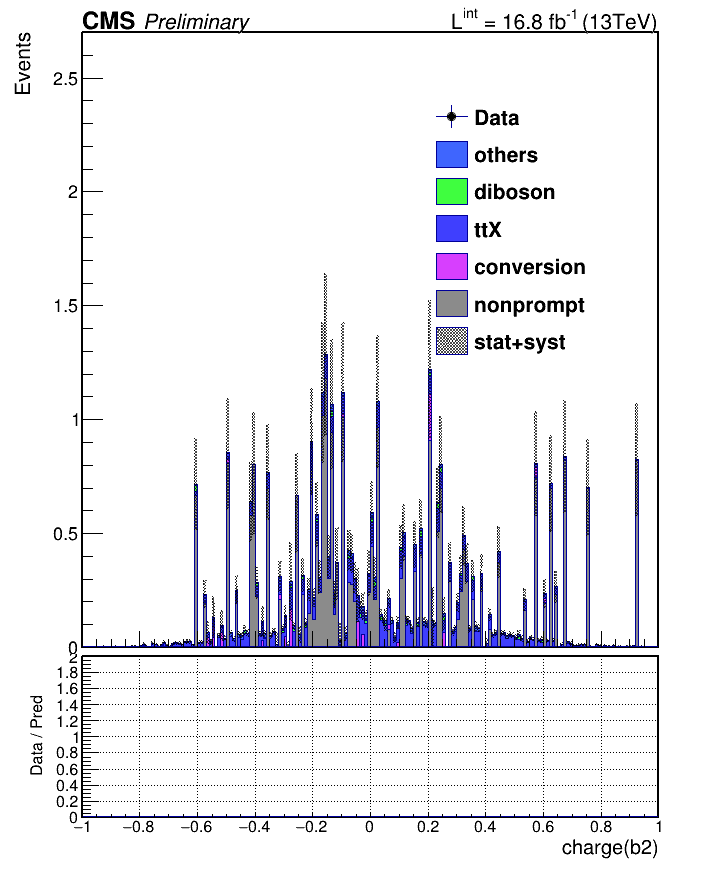 CMS Preliminary L^int = 16.8 fb^-1 (13TeV)
Events
2.5
2
1.5
1
0.5
0
Data
others
diboson
ttX
conversion
nonprompt
stat+syst
Data / Pred
2
1.8
1.6
1.4
1.2
1
0.8
0.6
0.4
0.2
0
−1 −0.8 −0.6 −0.4 −0.2 0 0.2 0.4 0.6 0.8 1
charge(b2)